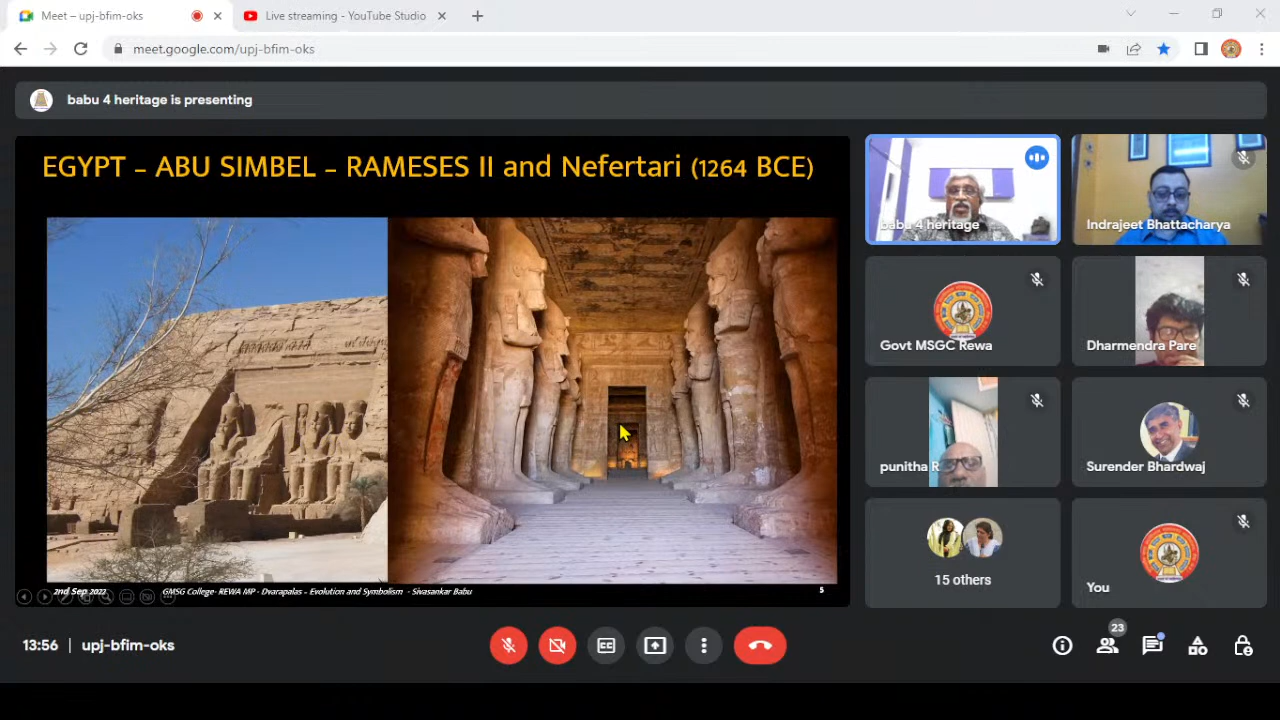 Meet – upj-bfim-oks
Live streaming - YouTube Studio
meet.google.com/upj-bfim-oks
babu 4 heritage is presenting
EGYPT – ABU SIMBEL – RAMESES II and Nefertari (1264 BCE)
2nd Sep 2022
GMSG College- REWA MP - Dvarapalas – Evolution and Symbolism - Sivasankar Babu
5
babu 4 heritage
Indrajeet Bhattacharya
Govt MSGC Rewa
Dharmendra Pare
punitha R
Surender Bhardwaj
15 others
You
13:56 | upj-bfim-oks
CC
23